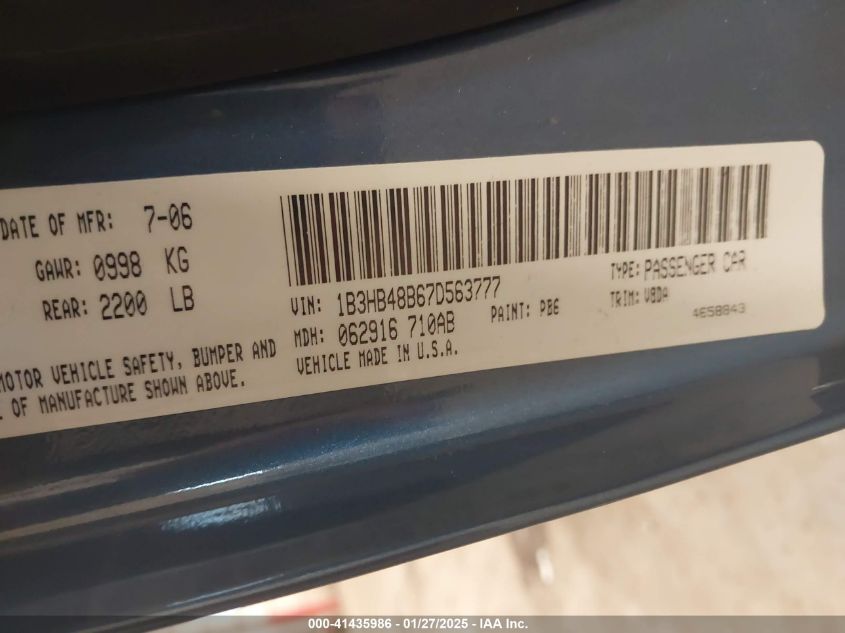 DATE OF MFR: 7-06
GAWR: 0998 KG
REAR: 2200 LB
MOTOR VEHICLE SAFETY, BUMPER AND
OF MANUFACTURE SHOWN ABOVE.
VIN: 1B3HB48B67D563777
TYPE: PASSENGER CAR
MDH: 062916 710AB
PAINT: PB6
TRIM: V8DA
VEHICLE MADE IN U.S.A.
4658843
000-41435986 - 01/27/2025 - IAA Inc.